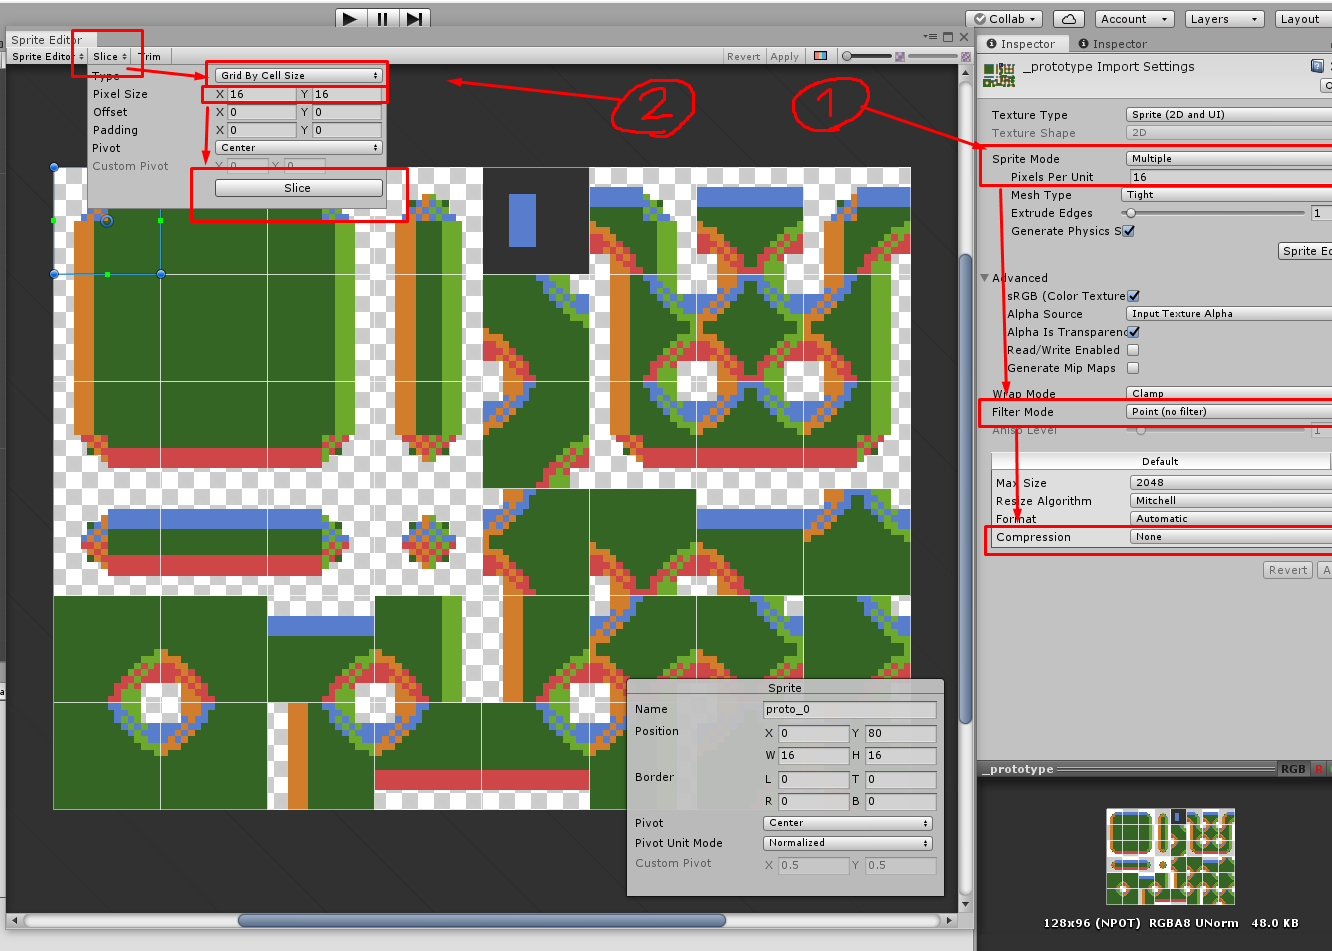 Collab
Account
Layers
Layout
Sprite Editor
Sprite Editor
Slice
Trim
Revert
Apply
Type
Grid By Cell Size
Pixel Size
X 16 Y 16
Offset
X 0 Y 0
Padding
X 0 Y 0
Pivot
Center
Custom Pivot
X 0 Y 0
Slice
2
1
Inspector
Inspector
_prototype Import Settings
Texture Type
Sprite (2D and UI)
Texture Shape
2D
Sprite Mode
Multiple
Pixels Per Unit
16
Mesh Type
Tight
Extrude Edges
1
Generate Physics S
Sprite Ed
Advanced
sRGB (Color Texture
Alpha Source
Input Texture Alpha
Alpha Is Transparenc
Read/Write Enabled
Generate Mip Maps
Wrap Mode
Clamp
Filter Mode
Point (no filter)
Aniso Level
1
Default
Max Size
2048
Resize Algorithm
Mitchell
Format
Automatic
Compression
None
Revert
A
Sprite
Name
proto_0
Position
X 0 Y 80
W 16 H 16
Border
L 0 T 0
R 0 B 0
Pivot
Center
Pivot Unit Mode
Normalized
Custom Pivot
X 0.5 Y 0.5
_prototype
RGB
R
128x96 (NPOT) RGBA8 UNorm 48.0 KB